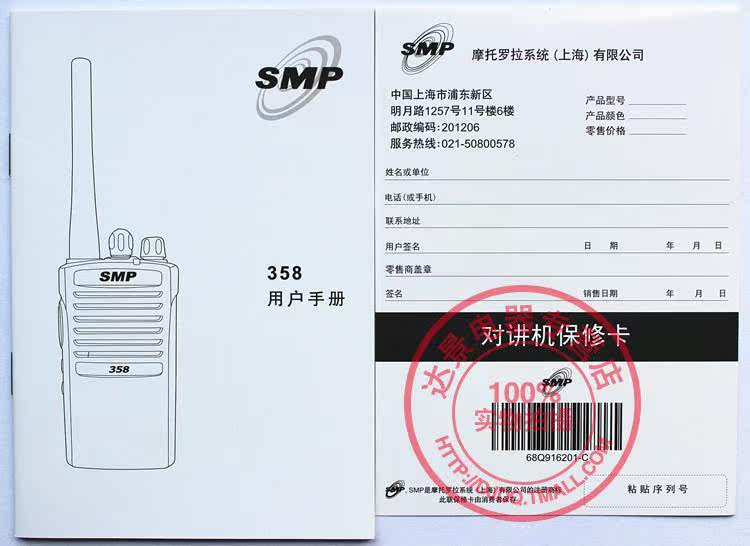 SMP
SMP
358
358
用户手册
SMP
摩托罗拉系统(上海)有限公司
中国上海市浦东新区
明月路1257号11号楼6楼
邮政编码:201206
服务热线:021-50800578
产品型号
产品颜色
零售价格
姓名或单位
电话(或手机)
联系地址
用户签名 日 期 年 月 日
零售商盖章
签名 销售日期 年 月 日
对讲机保修卡
SMP
68Q916201-C
SMP, SMP是摩托罗拉系统(上海)有限公司的注册商标
此联保修卡由消费者保存
粘贴序列号
达景电器专营店
100%
实物拍摄